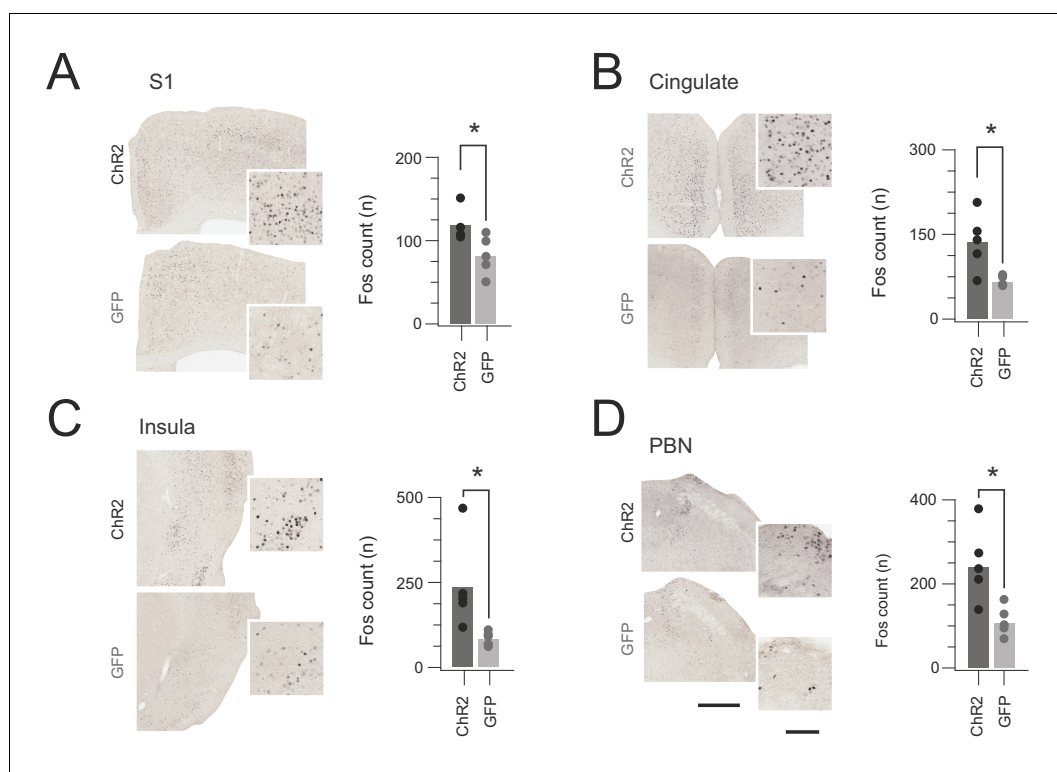 A
S1
ChR2
GFP
*
Fos count (n)
200
100
0
ChR2
GFP
B
Cingulate
ChR2
GFP
*
Fos count (n)
300
150
0
ChR2
GFP
C
Insula
ChR2
GFP
*
Fos count (n)
500
250
0
ChR2
GFP
D
PBN
ChR2
GFP
*
Fos count (n)
400
200
0
ChR2
GFP